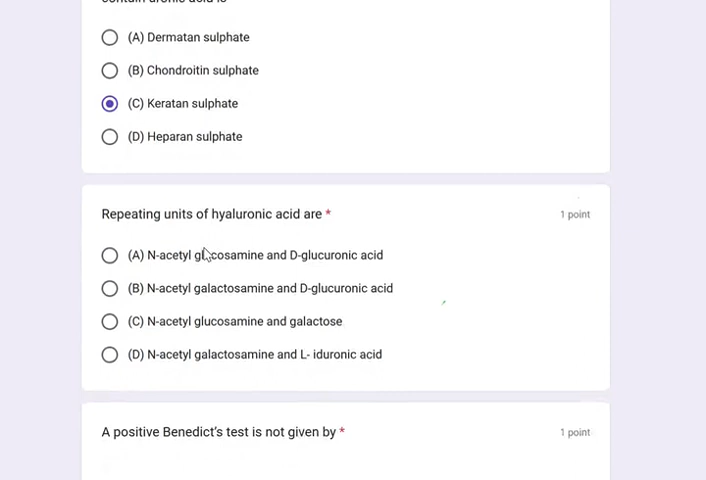 (A) Dermatan sulphate
(B) Chondroitin sulphate
(C) Keratan sulphate
(D) Heparan sulphate
Repeating units of hyaluronic acid are *
1 point
(A) N-acetyl glucosamine and D-glucuronic acid
(B) N-acetyl galactosamine and D-glucuronic acid
(C) N-acetyl glucosamine and galactose
(D) N-acetyl galactosamine and L- iduronic acid
A positive Benedict's test is not given by *
1 point